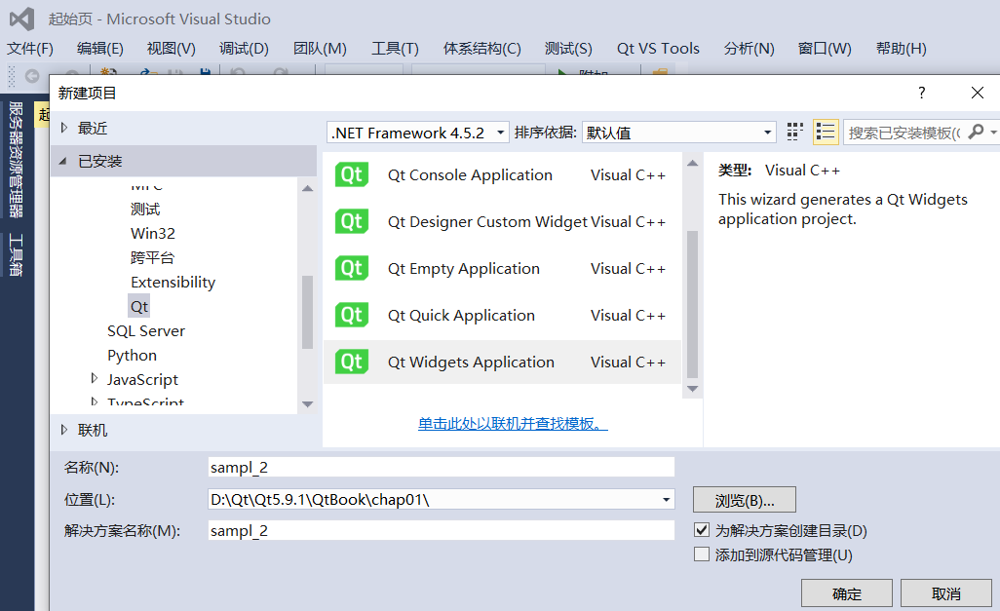 起始页 - Microsoft Visual Studio
文件(F) 编辑(E) 视图(V) 调试(D) 团队(M) 工具(T) 体系结构(C) 测试(S) Qt VS Tools 分析(N) 窗口(W) 帮助(H)
附加
服务器资源管理器
工具箱
起
新建项目
?
最近
已安装
MFC
测试
Win32
跨平台
Extensibility
Qt
SQL Server
Python
JavaScript
TypeScript
联机
.NET Framework 4.5.2 排序依据: 默认值
搜索已安装模板(
Qt Qt Console Application Visual C++
Qt Qt Designer Custom Widget Visual C++
Qt Qt Empty Application Visual C++
Qt Qt Quick Application Visual C++
Qt Qt Widgets Application Visual C++
单击此处以联机并查找模板。
类型: Visual C++
This wizard generates a Qt Widgets
application project.
名称(N): sampl_2
位置(L): D:\Qt\Qt5.9.1\QtBook\chap01\ 浏览(B)...
解决方案名称(M): sampl_2
为解决方案创建目录(D)
添加到源代码管理(U)
确定 取消